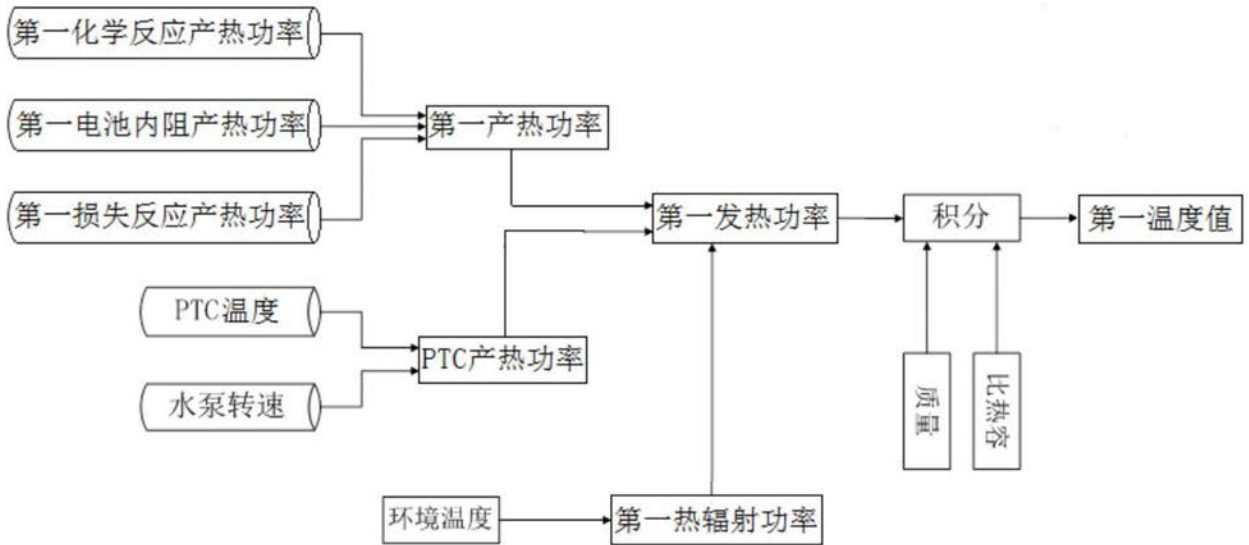 第一化学反应产热功率
第一电池内阻产热功率
第一产热功率
第一损失反应产热功率
第一发热功率
积分
第一温度值
PTC温度
PTC产热功率
水泵转速
质量
比热容
环境温度
第一热辐射功率